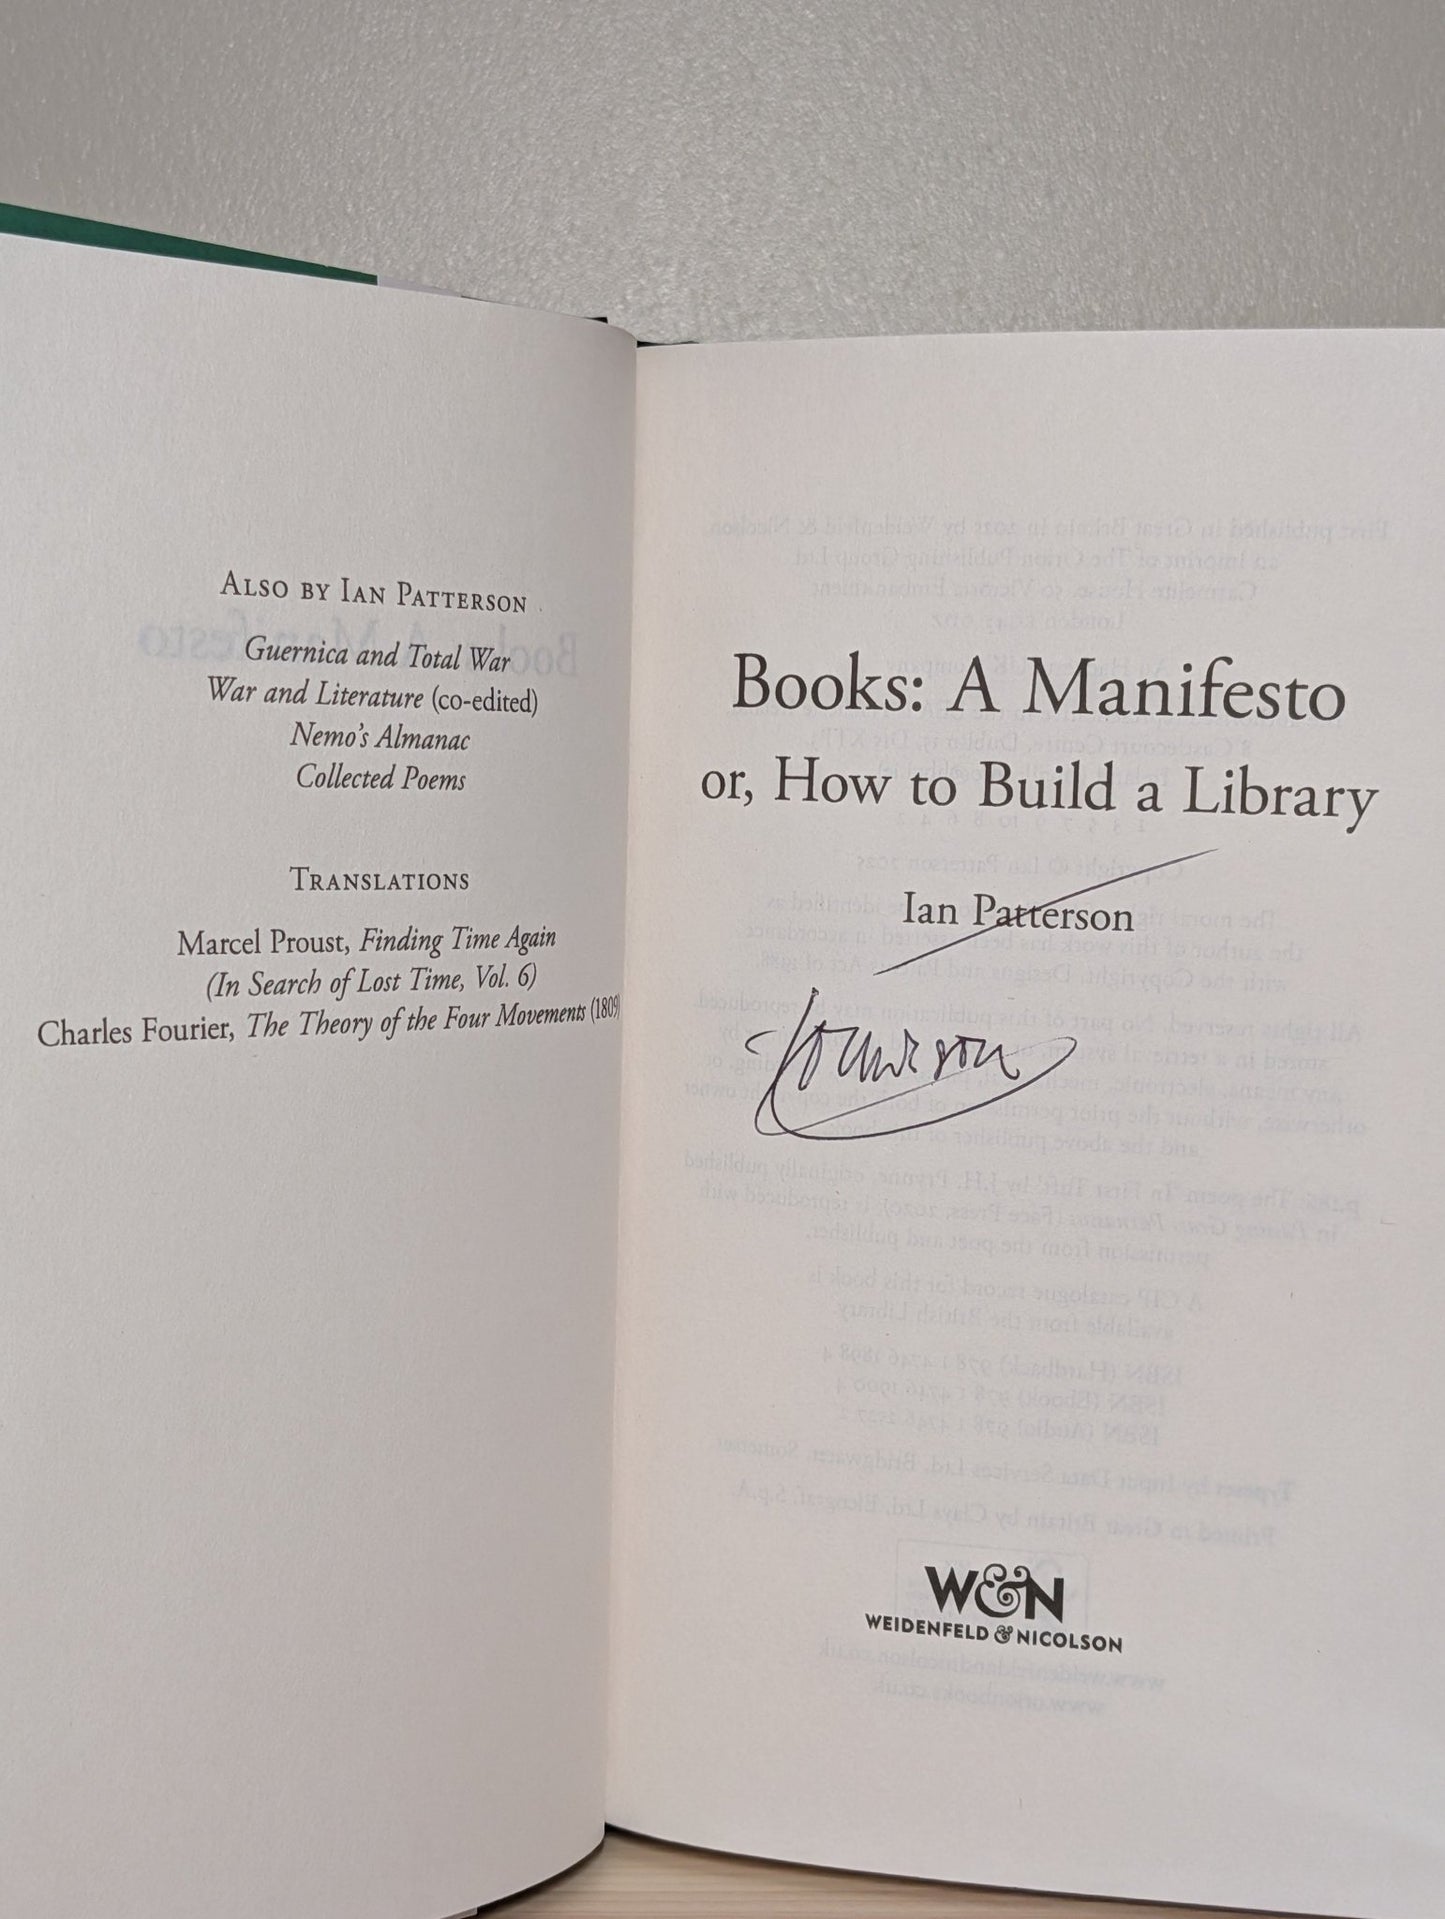 ALSO BY IAN PATTERSON
Guernica and Total War
War and Literature (co-edited)
Nemo's Almanac
Collected Poems
TRANSLATIONS
Marcel Proust, Finding Time Again
(In Search of Lost Time, Vol. 6)
Charles Fourier, The Theory of the Four Movements (1809)
Books: A Manifesto
or, How to Build a Library
Ian Patterson
W&N
WEIDENFELD & NICOLSON